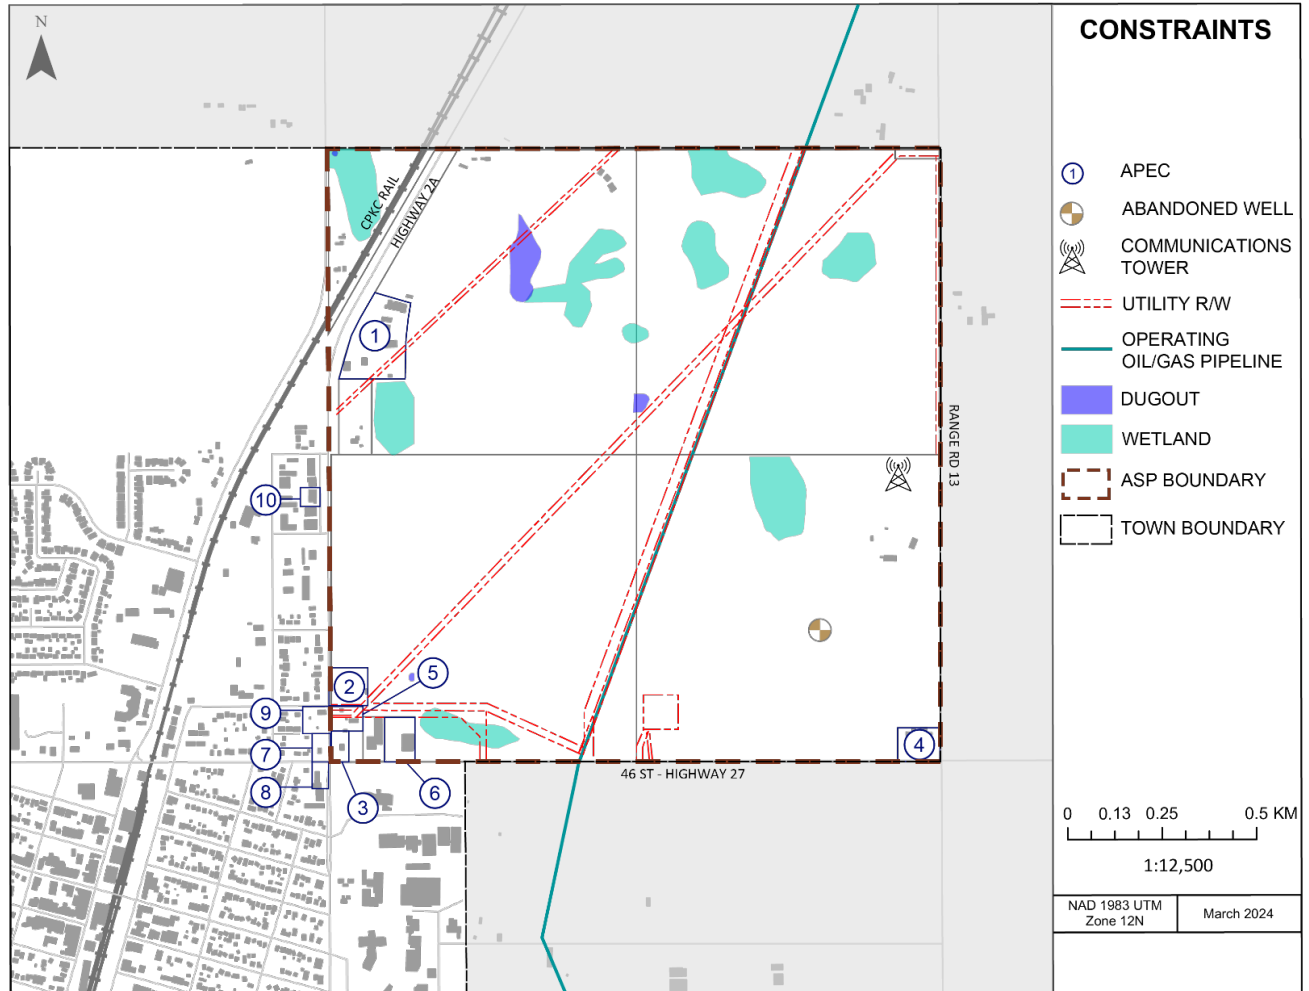 CONSTRAINTS
N
1
APEC
ABANDONED WELL
COMMUNICATIONS
TOWER
UTILITY R/W
OPERATING
OIL/GAS PIPELINE
DUGOUT
WETLAND
ASP BOUNDARY
TOWN BOUNDARY
CPKC RAIL
HIGHWAY 2A
1
RANGE RD 13
10
2
5
9
7
8
3
6
4
46 ST - HIGHWAY 27
0 0.13 0.25 0.5 KM
1:12,500
NAD 1983 UTM
Zone 12N
March 2024